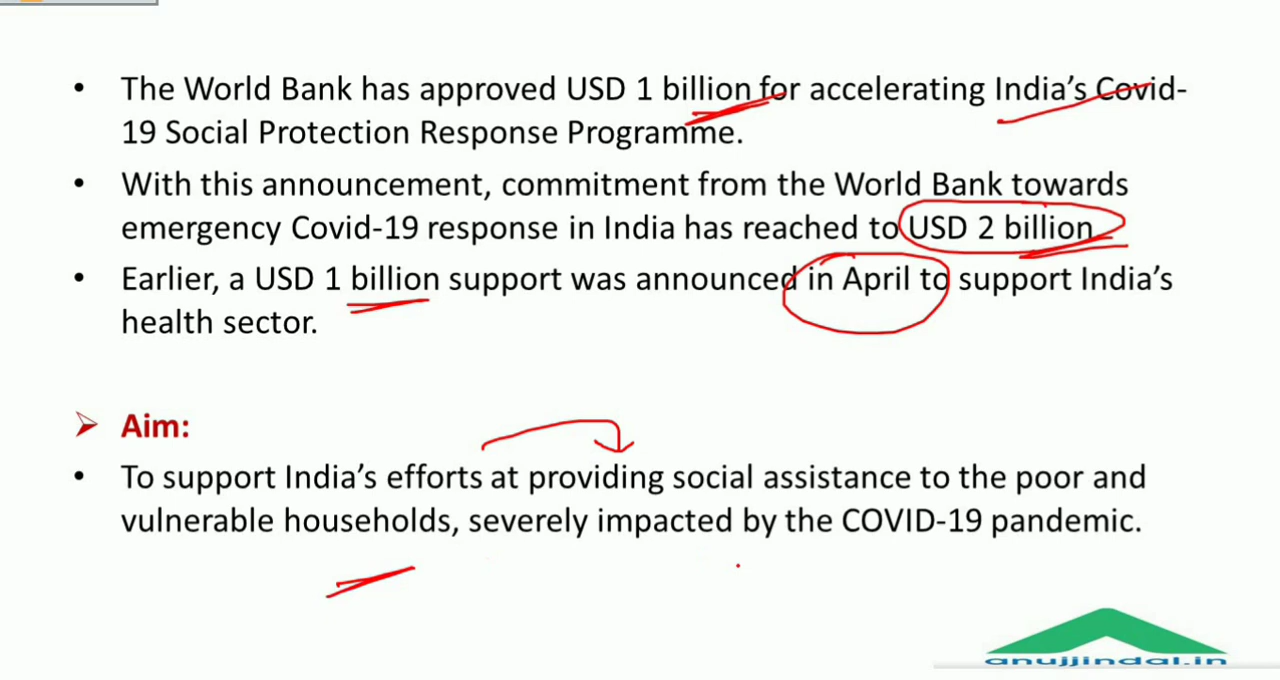 • The World Bank has approved USD 1 billion for accelerating India's Covid-
19 Social Protection Response Programme.
• With this announcement, commitment from the World Bank towards
emergency Covid-19 response in India has reached to USD 2 billion.
• Earlier, a USD 1 billion support was announced in April to support India's
health sector.
➢ Aim:
• To support India's efforts at providing social assistance to the poor and
vulnerable households, severely impacted by the COVID-19 pandemic.
anujjindal.in